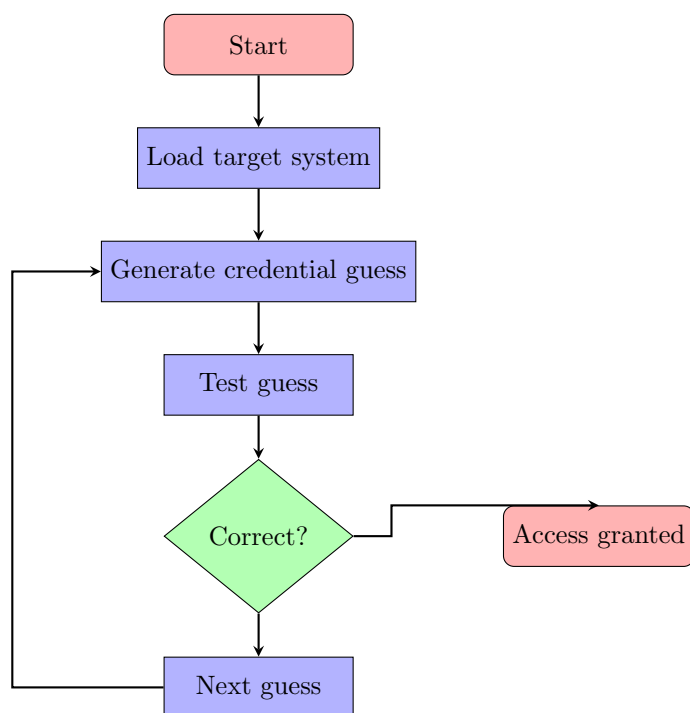 Start
Load target system
Generate credential guess
Test guess
Correct?
Access granted
Next guess